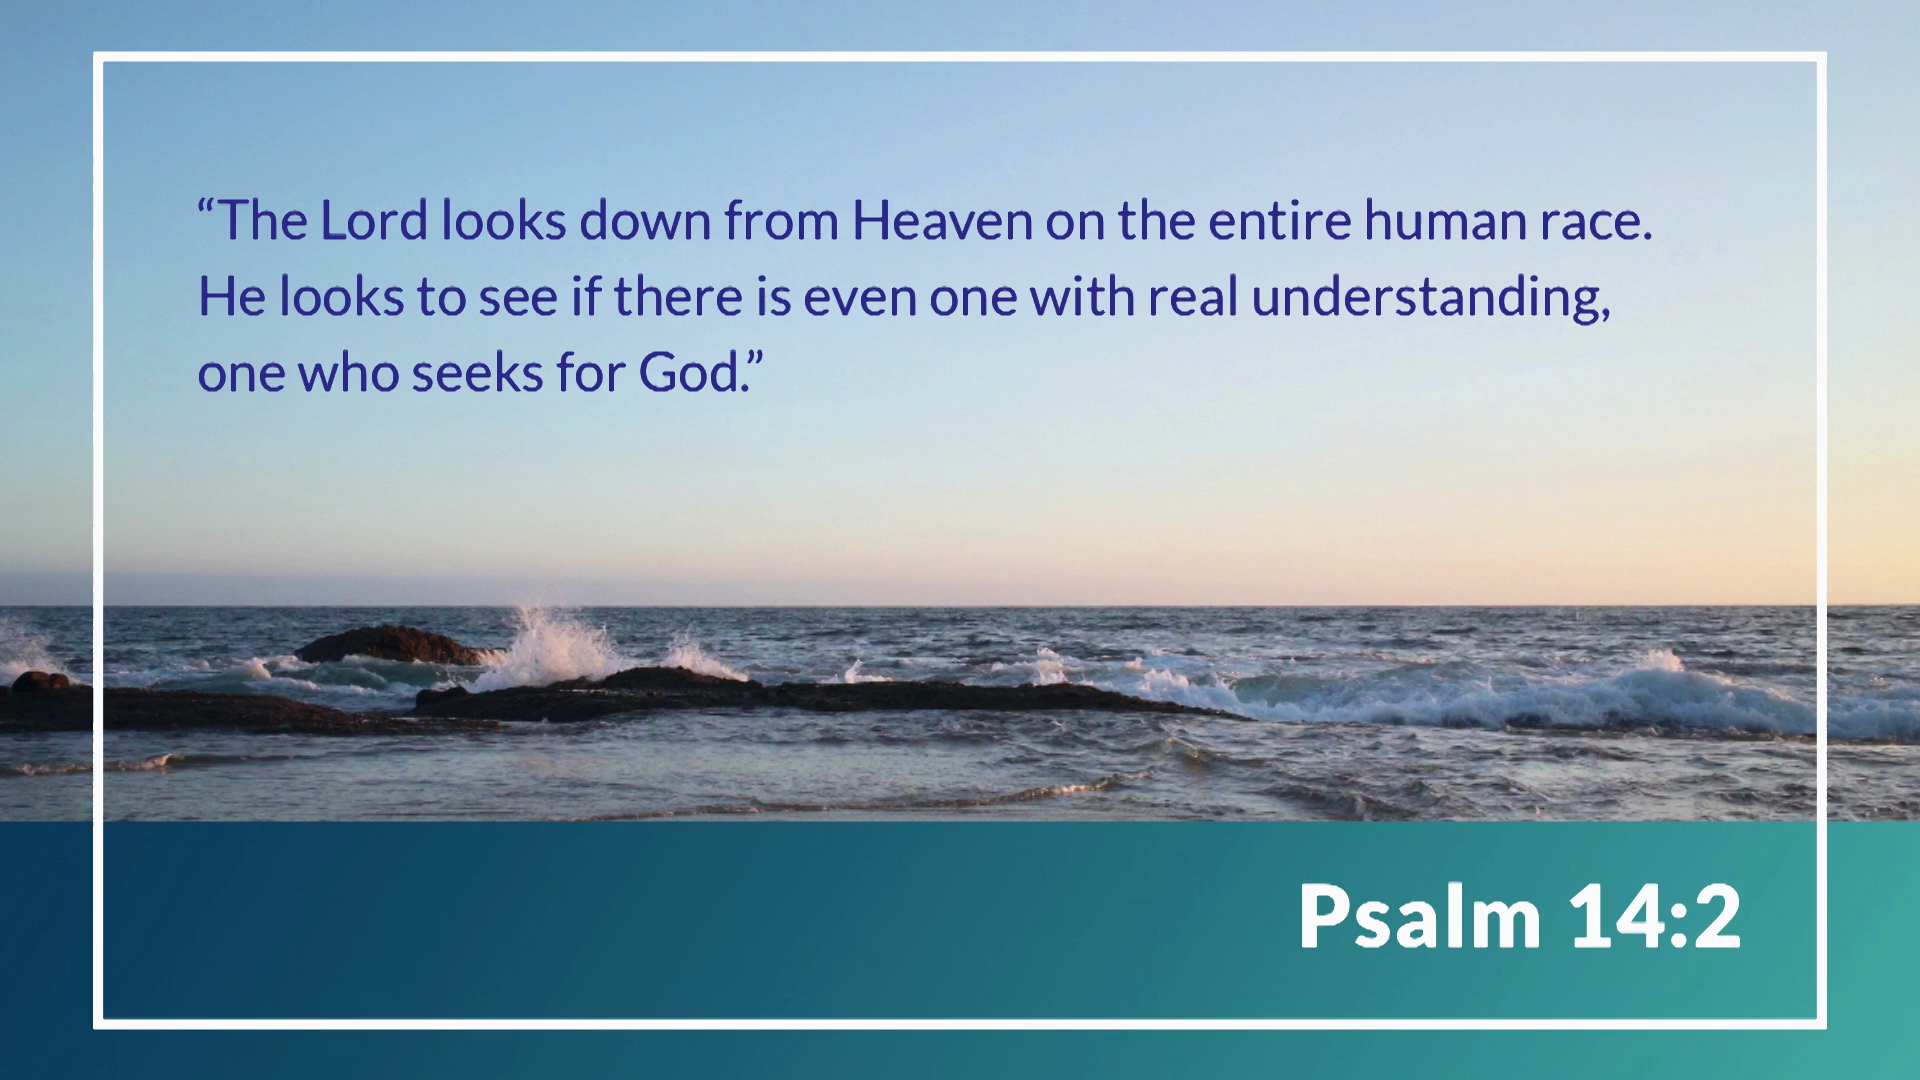 “The Lord looks down from Heaven on the entire human race.
He looks to see if there is even one with real understanding,
one who seeks for God.”
Psalm 14:2